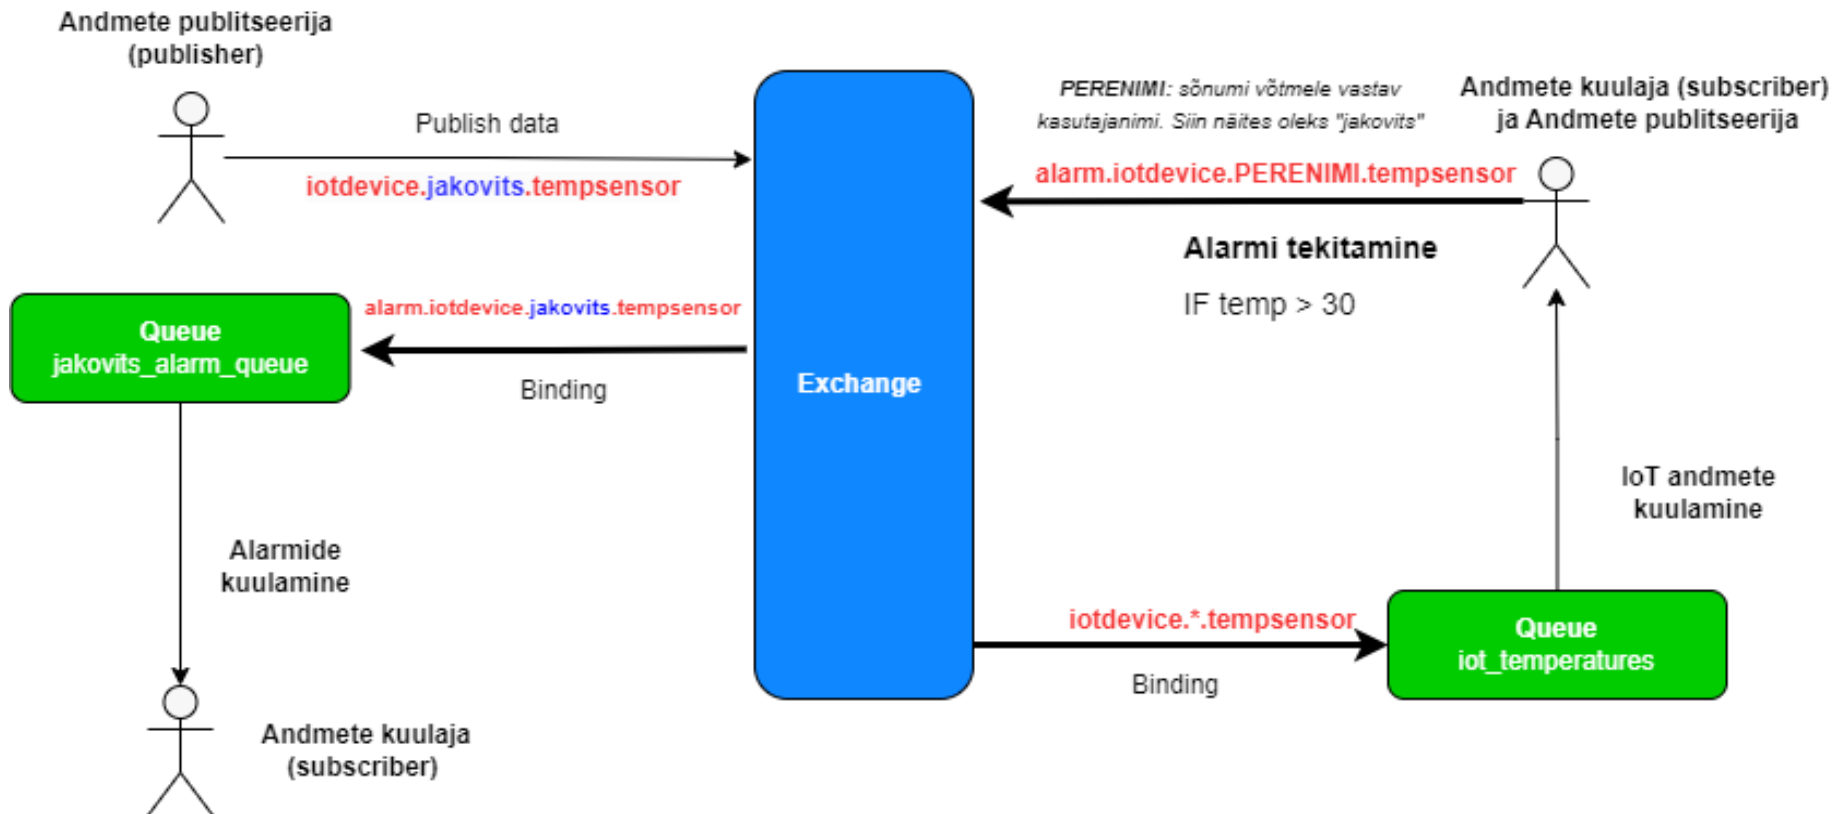 Andmete publitseerija
(publisher)
Publish data
iotdevice.jakovits.tempsensor
PERENIMI: sõnumi võtmele vastav
kasutajanimi. Siin näites oleks "jakovits"
Andmete kuulaja (subscriber)
ja Andmete publitseerija
alarm.iotdevice.PERENIMI.tempsensor
Alarmi tekitamine
IF temp > 30
Queue
jakovits_alarm_queue
alarm.iotdevice.jakovits.tempsensor
Binding
Exchange
IoT andmete
kuulamine
Alarmide
kuulamine
iotdevice.*.tempsensor
Binding
Queue
iot_temperatures
Andmete kuulaja
(subscriber)